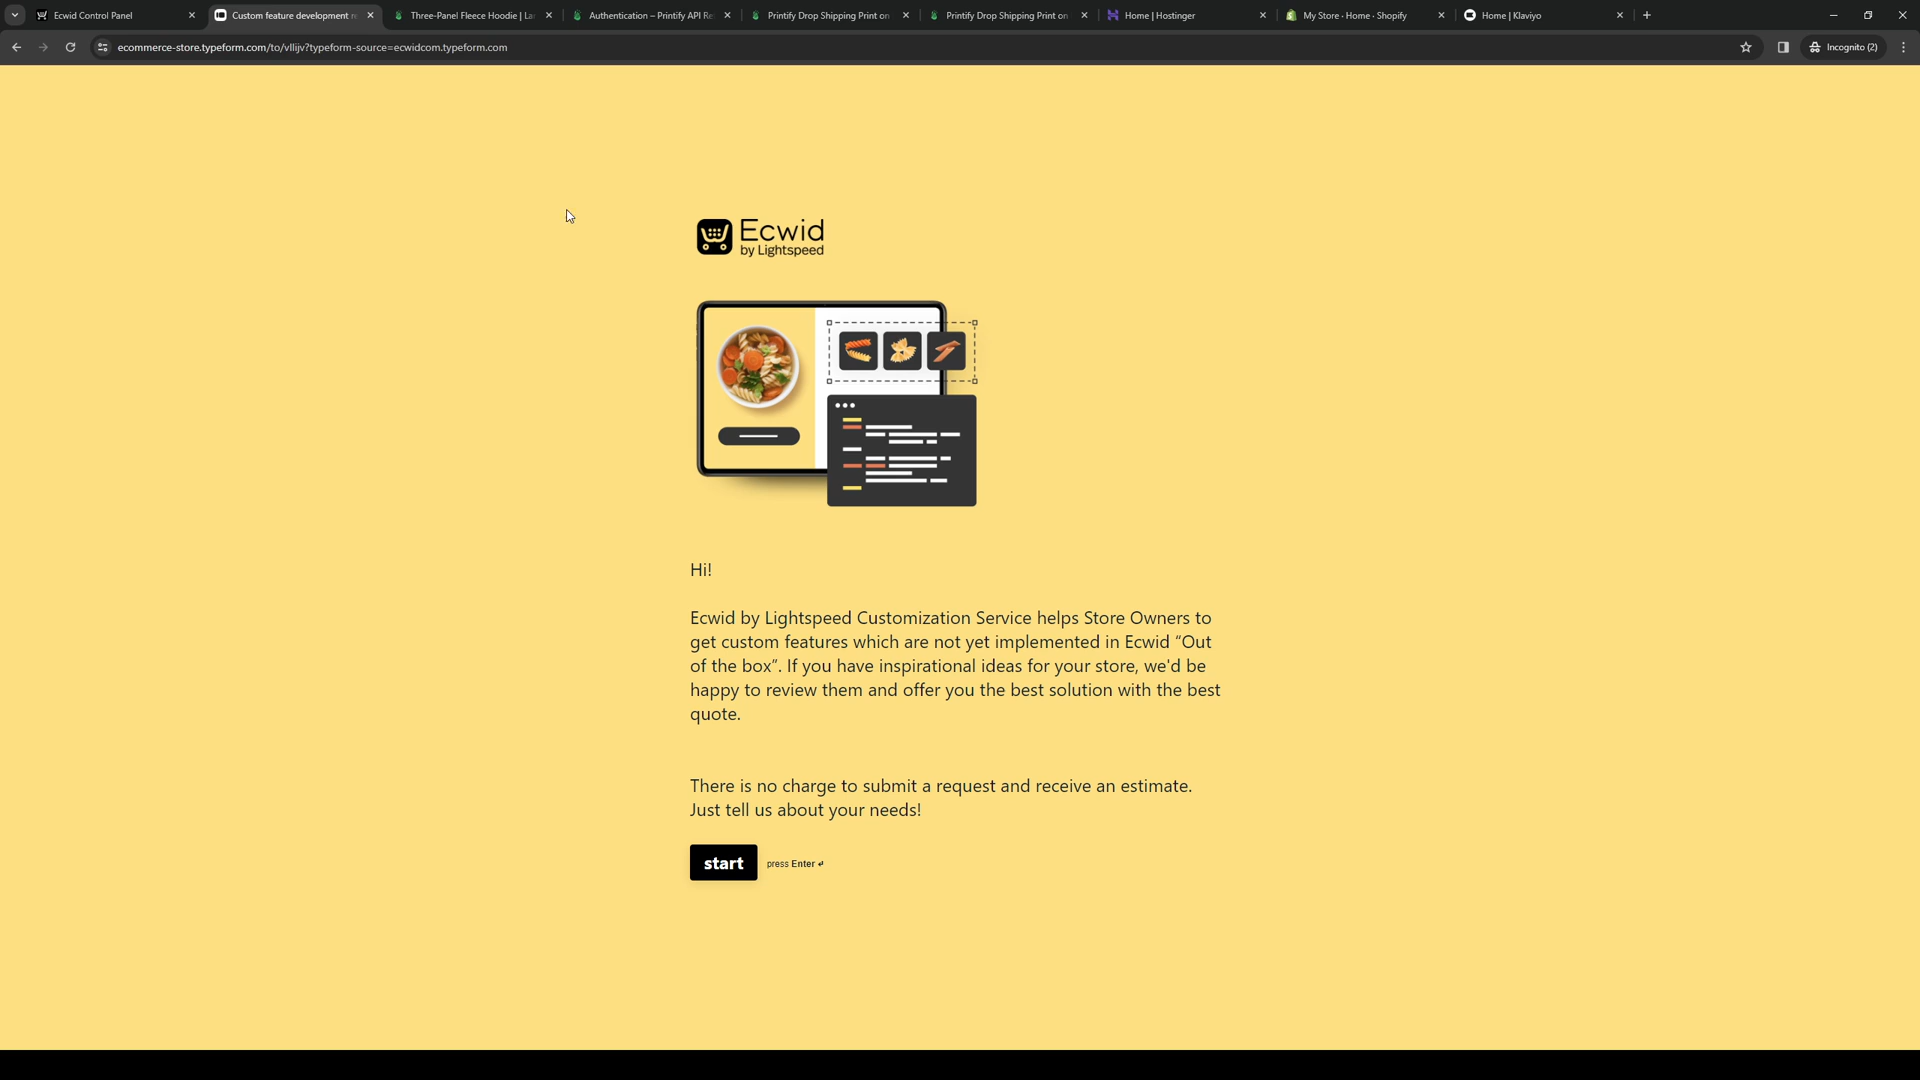 Ecwid Control Panel
Custom feature development r
Three-Panel Fleece Hoodie | La
Authentication – Printify API Re
Printify Drop Shipping Print on
Printify Drop Shipping Print on
Home | Hostinger
My Store · Home · Shopify
Home | Klaviyo
ecommerce-store.typeform.com/to/vllijv?typeform-source=ecwidcom.typeform.com
Incognito (2)
Ecwid
by Lightspeed
Hi!
Ecwid by Lightspeed Customization Service helps Store Owners to
get custom features which are not yet implemented in Ecwid “Out
of the box”. If you have inspirational ideas for your store, we'd be
happy to review them and offer you the best solution with the best
quote.
There is no charge to submit a request and receive an estimate.
Just tell us about your needs!
start
press Enter ↵